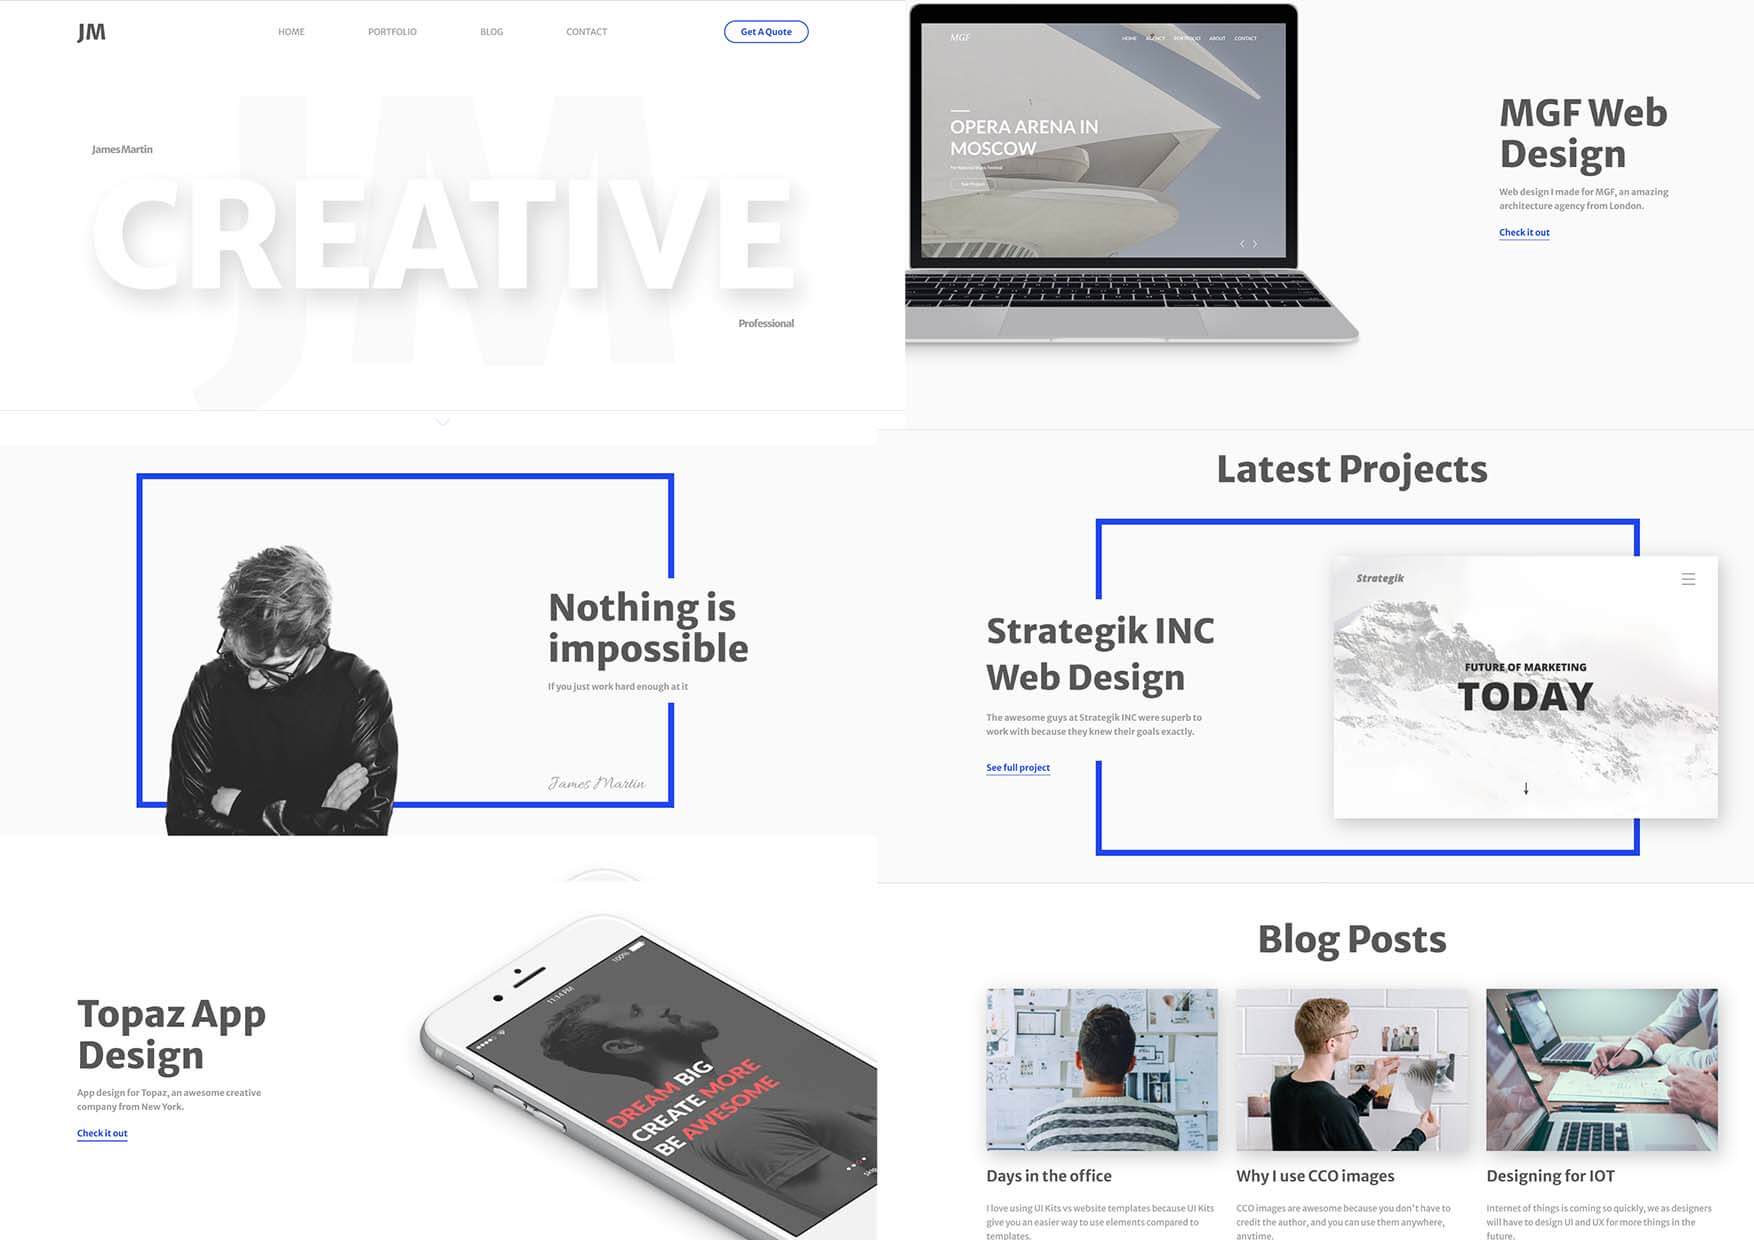 JM
HOME
PORTFOLIO
BLOG
CONTACT
Get A Quote
JM
James Martin
CREATIVE
Professional
MGF
HOME
AGENCY
PORTFOLIO
ABOUT
CONTACT
OPERA ARENA IN
MOSCOW
See Project
MGF Web
Design
Web design I made for MGF, an amazing
architecture agency from London.
Check it out
Nothing is
impossible
If you just work hard enough at it
James Martin
Latest Projects
Strategik INC
Web Design
The awesome guys at Strategik INC were superb to
work with because they knew their goals exactly.
See full project
Strategik
FUTURE OF MARKETING
TODAY
Topaz App
Design
App design for Topaz, an awesome creative
company from New York.
Check it out
11:14 PM
100%
DREAM BIG
CREATE MORE
BE AWESOME
Skip
Blog Posts
Days in the office
I love using UI Kits vs website templates because UI Kits
give you an easier way to use elements compared to
templates.
Why I use CCO images
CCO images are awesome because you don't have to
credit the author, and you can use them anywhere,
anytime.
Designing for IOT
Internet of things is coming so quickly, we as designers
will have to design UI and UX for more things in the
future.